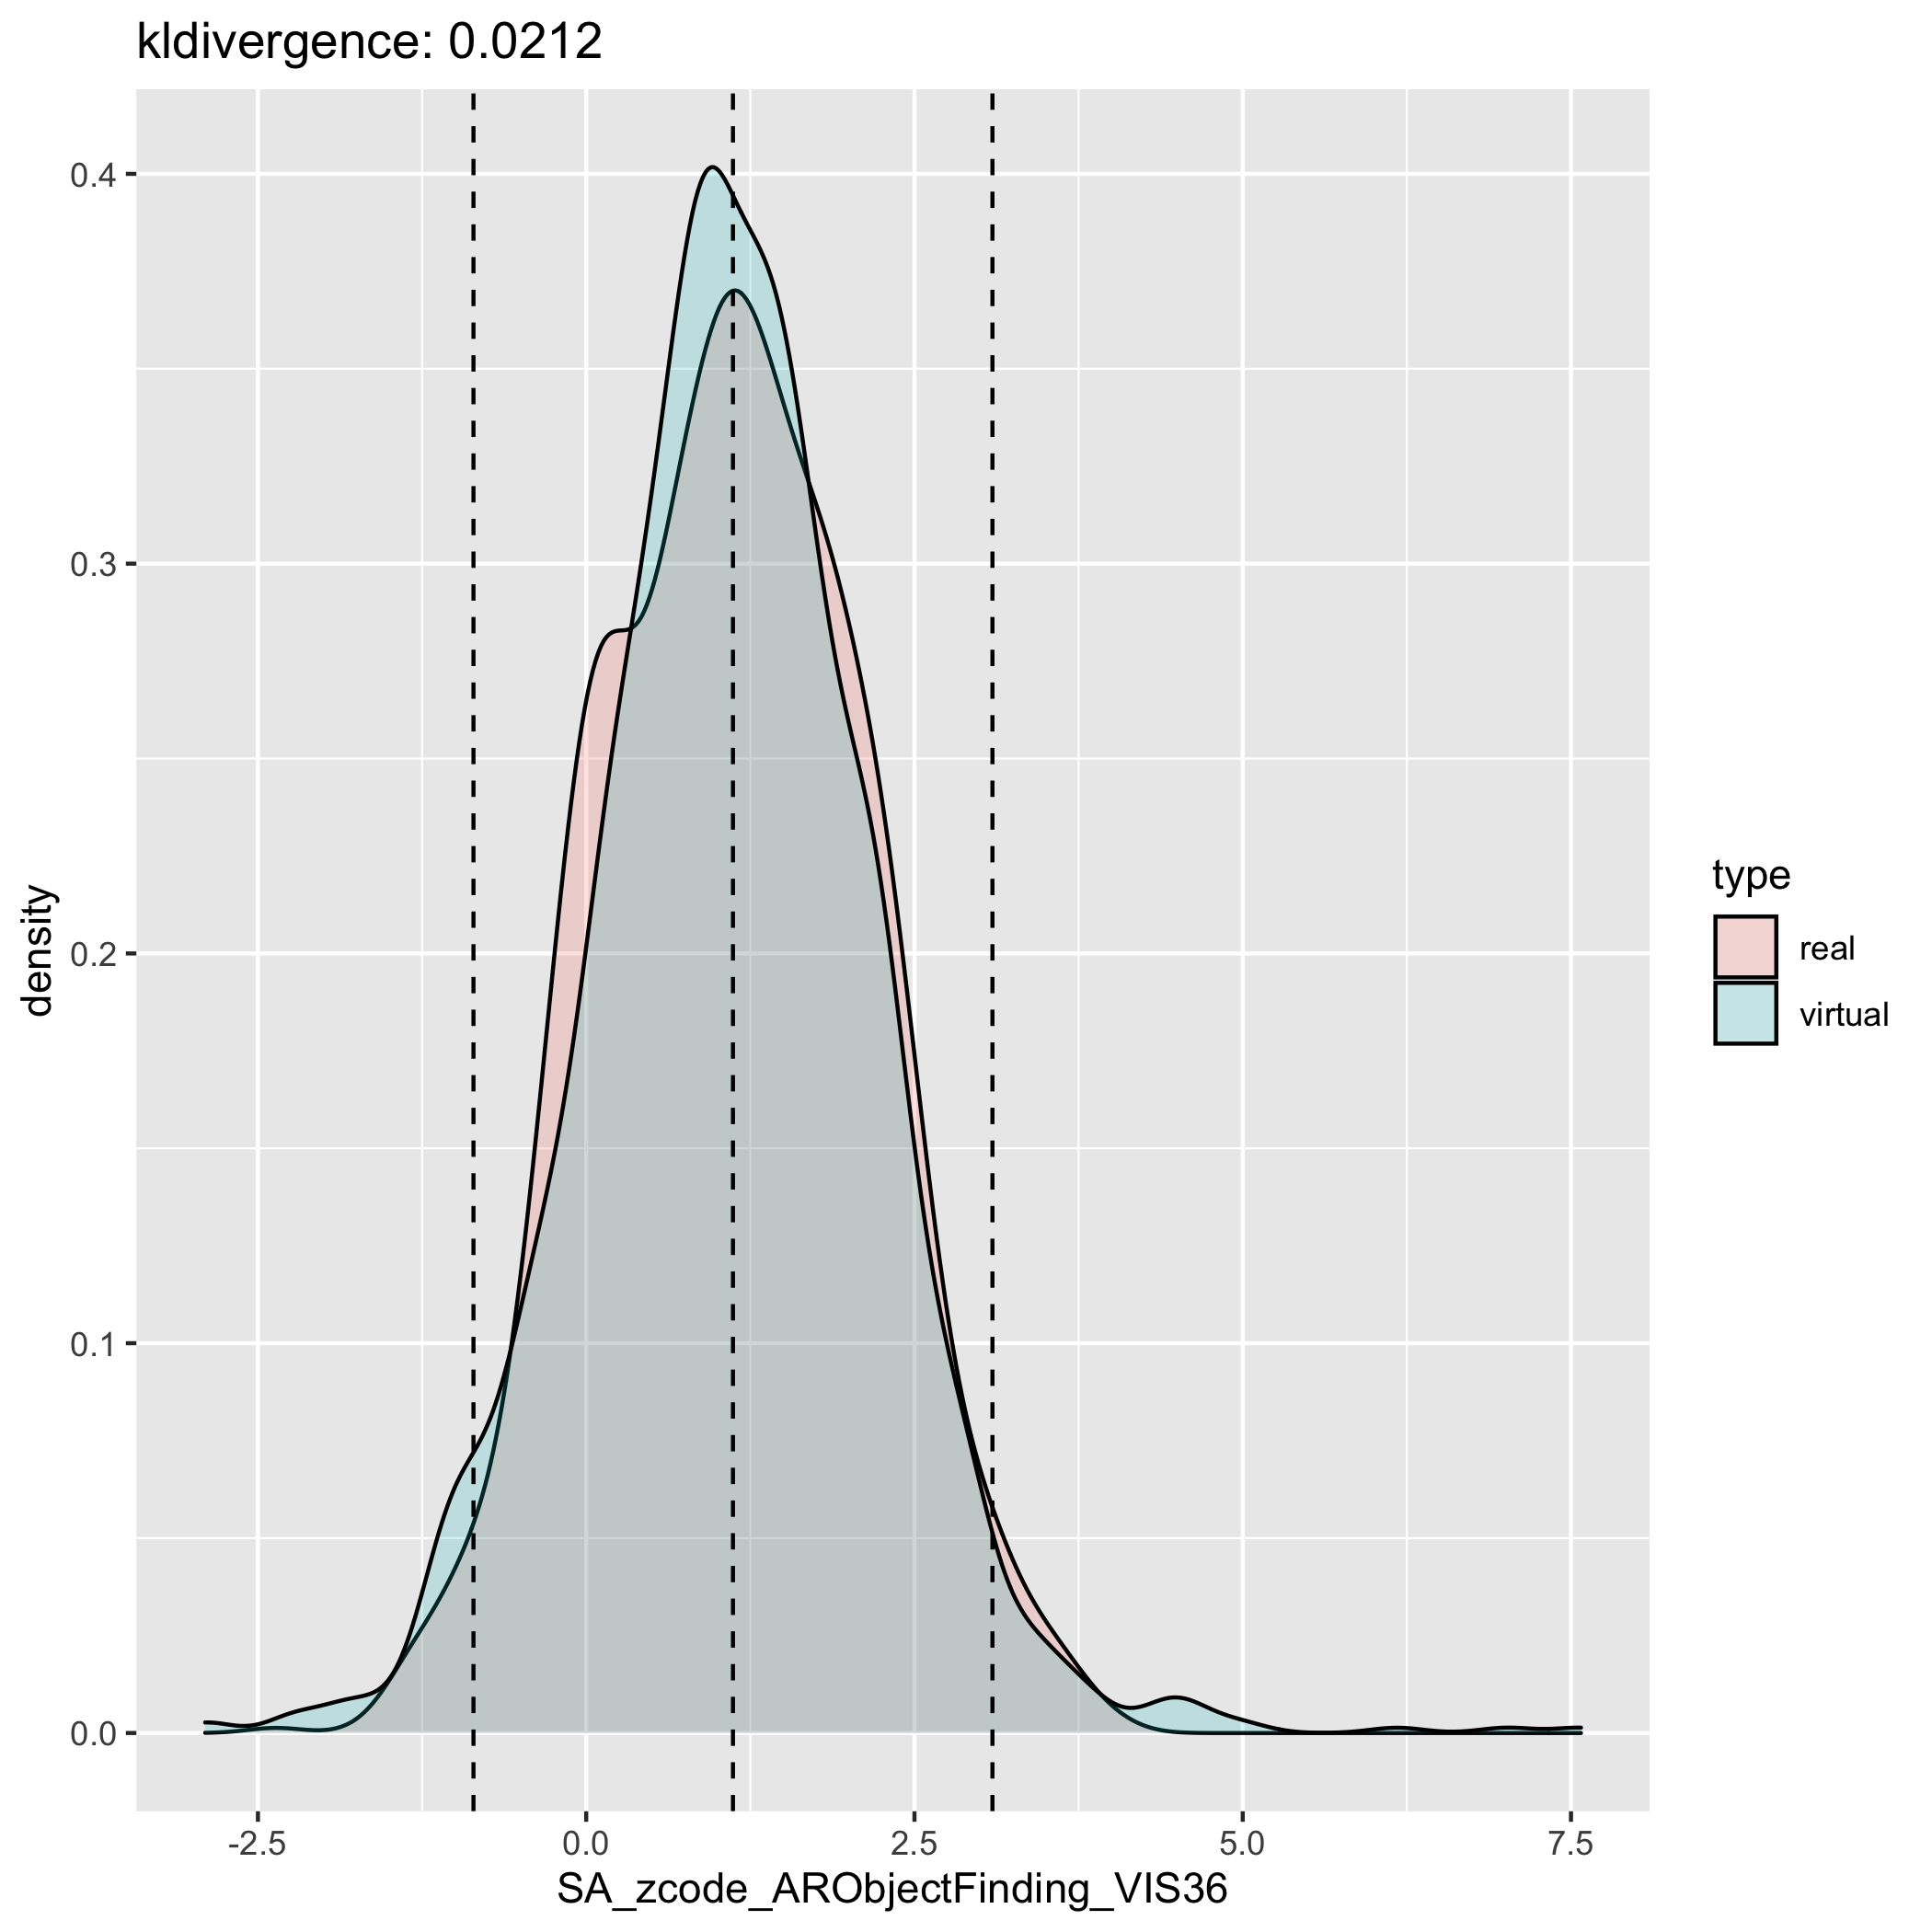 kldivergence: 0.0212
0.4
0.3
0.2
0.1
0.0
density
-2.5 0.0 2.5 5.0 7.5
SA_zcode_ARObjectFinding_VIS36
type
real
virtual